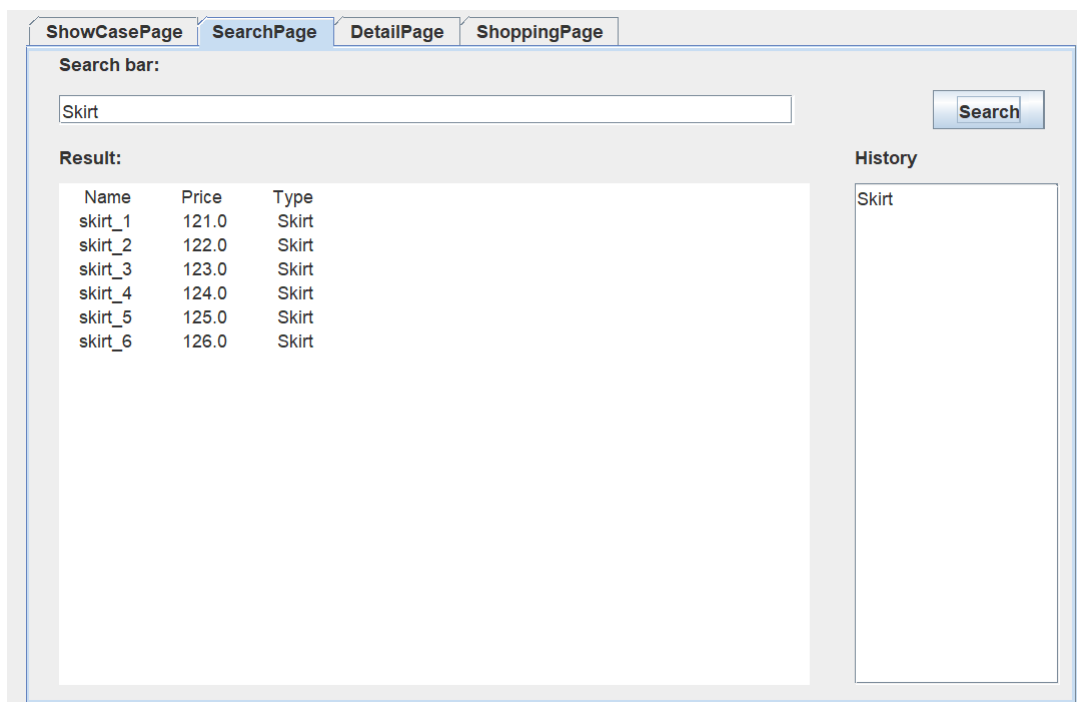 ShowCasePage SearchPage DetailPage ShoppingPage
Search bar:
Skirt Search
Result: History
Name Price Type Skirt
skirt_1 121.0 Skirt
skirt_2 122.0 Skirt
skirt_3 123.0 Skirt
skirt_4 124.0 Skirt
skirt_5 125.0 Skirt
skirt_6 126.0 Skirt